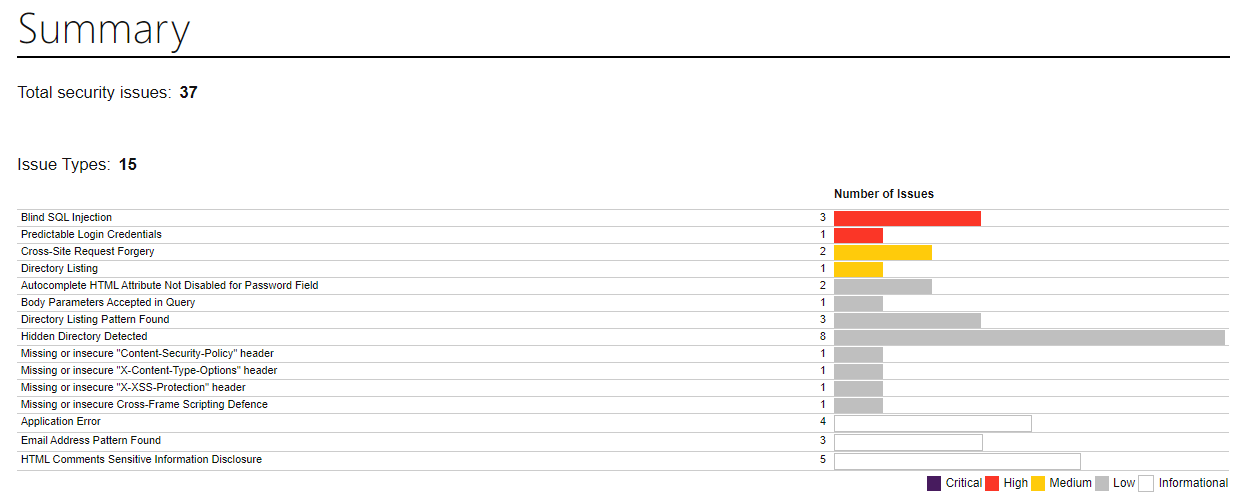 Summary
Total security issues: 37
Issue Types: 15
Number of Issues
Blind SQL Injection 3
Predictable Login Credentials 1
Cross-Site Request Forgery 2
Directory Listing 1
Autocomplete HTML Attribute Not Disabled for Password Field 2
Body Parameters Accepted in Query 1
Directory Listing Pattern Found 3
Hidden Directory Detected 8
Missing or insecure "Content-Security-Policy" header 1
Missing or insecure "X-Content-Type-Options" header 1
Missing or insecure "X-XSS-Protection" header 1
Missing or insecure Cross-Frame Scripting Defence 1
Application Error 4
Email Address Pattern Found 3
HTML Comments Sensitive Information Disclosure 5
Critical High Medium Low Informational